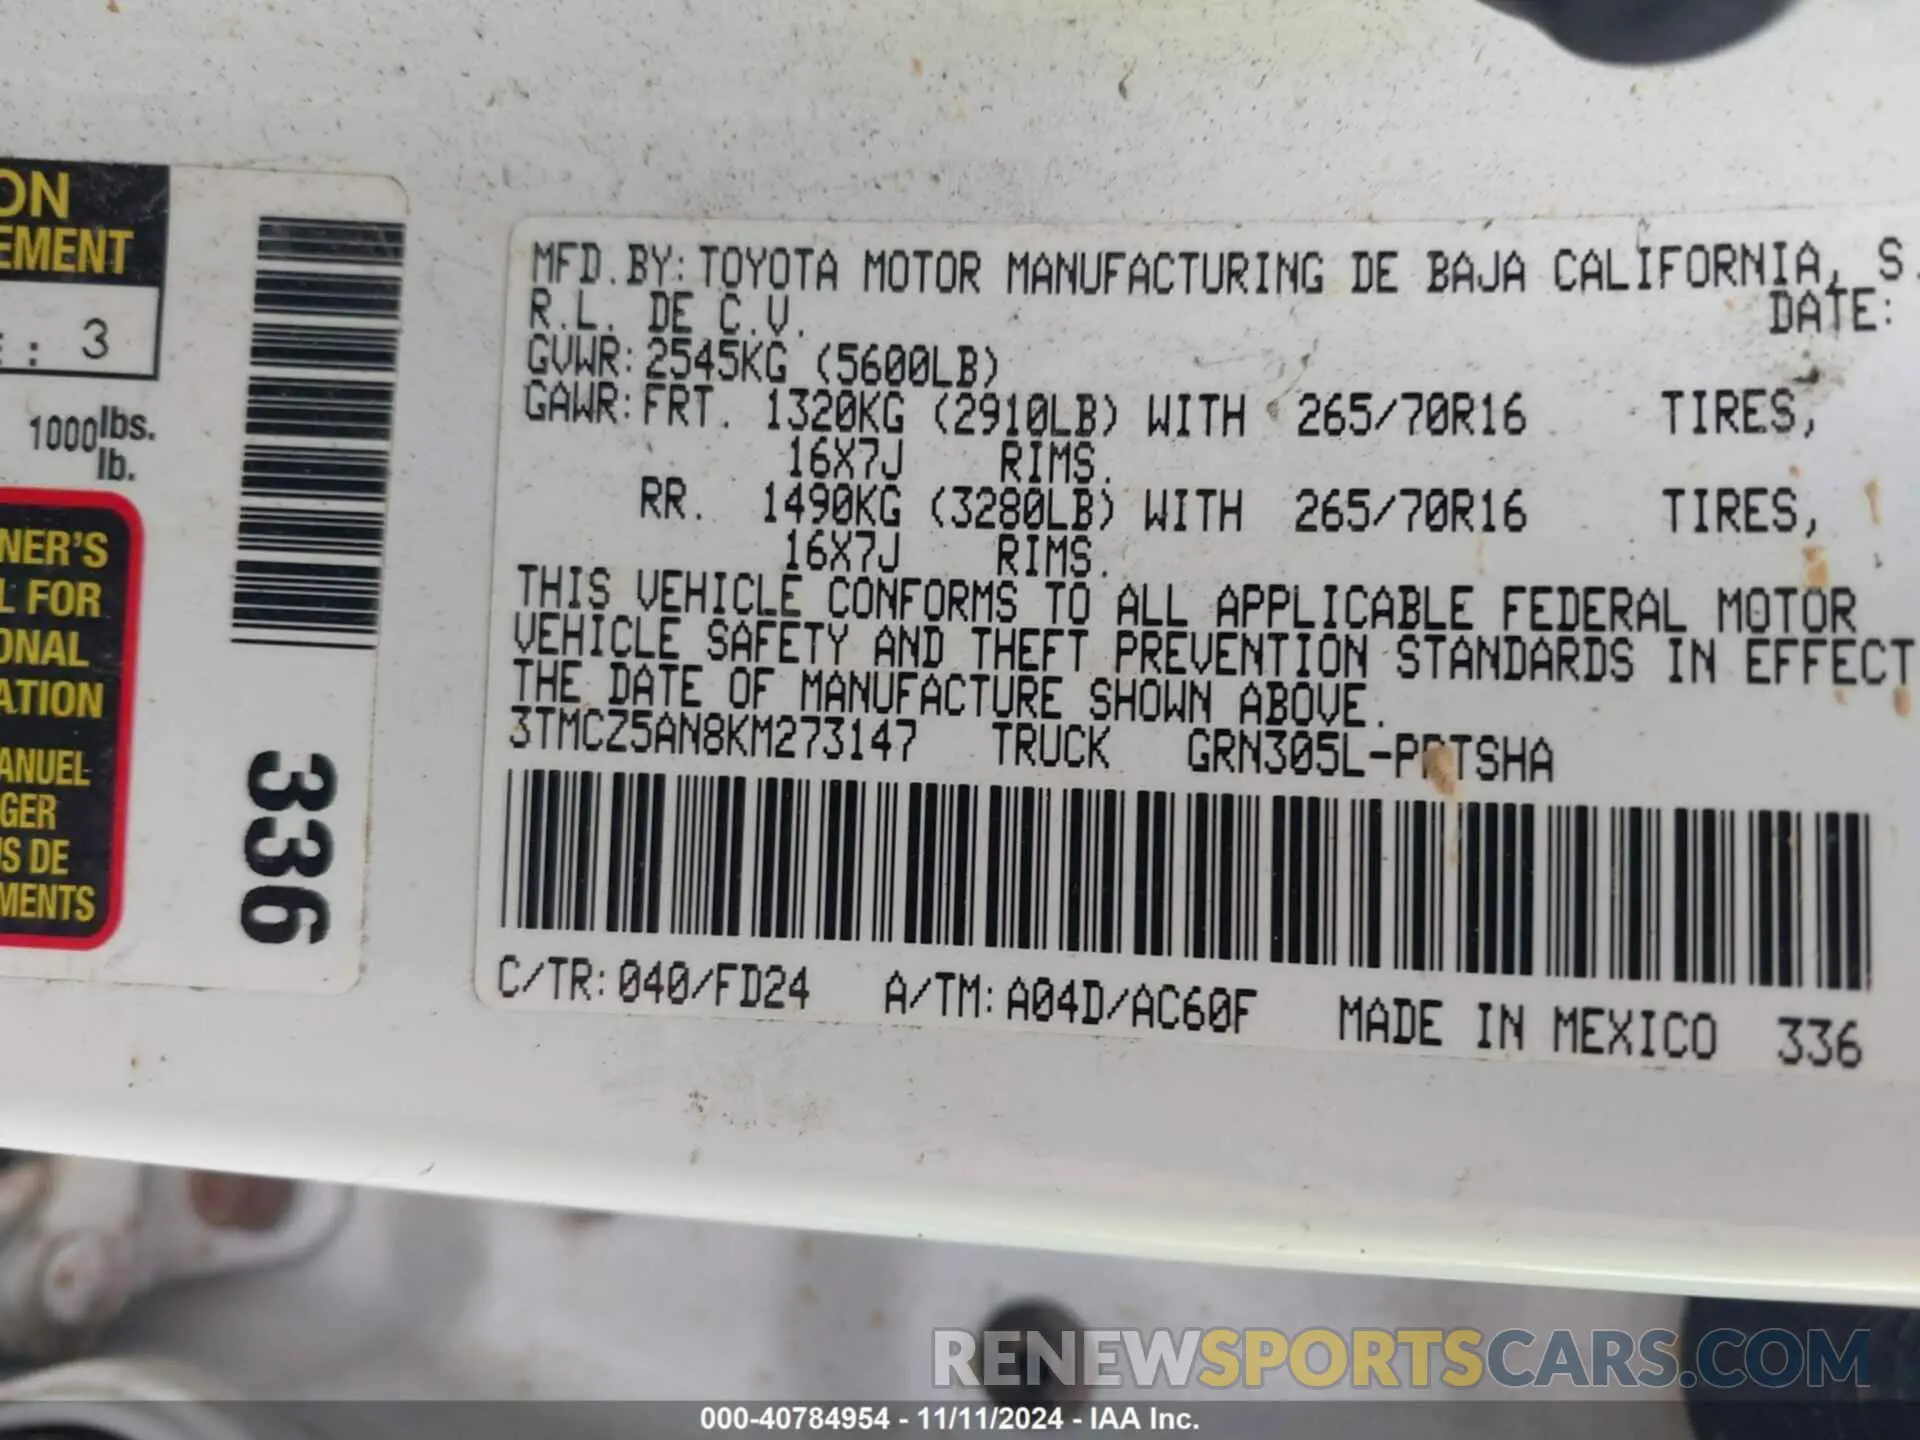 ON
EMENT
: 3
1000 lbs.
lb.
NER'S
L FOR
ONAL
ATION
ANUEL
GER
US DE
MENTS
336
MFD.BY:TOYOTA MOTOR MANUFACTURING DE BAJA CALIFORNIA, S.
R.L. DE C.V. DATE:
GVWR:2545KG (5600LB)
GAWR:FRT. 1320KG (2910LB) WITH 265/70R16 TIRES,
16X7J RIMS.
RR. 1490KG (3280LB) WITH 265/70R16 TIRES,
16X7J RIMS.
THIS VEHICLE CONFORMS TO ALL APPLICABLE FEDERAL MOTOR
VEHICLE SAFETY AND THEFT PREVENTION STANDARDS IN EFFECT
THE DATE OF MANUFACTURE SHOWN ABOVE.
3TMCZ5AN8KM273147 TRUCK GRN305L-PRTSHA
C/TR:040/FD24 A/TM:A04D/AC60F MADE IN MEXICO 336
RENEWSPORTSCARS.COM
000-40784954 - 11/11/2024 - IAA Inc.